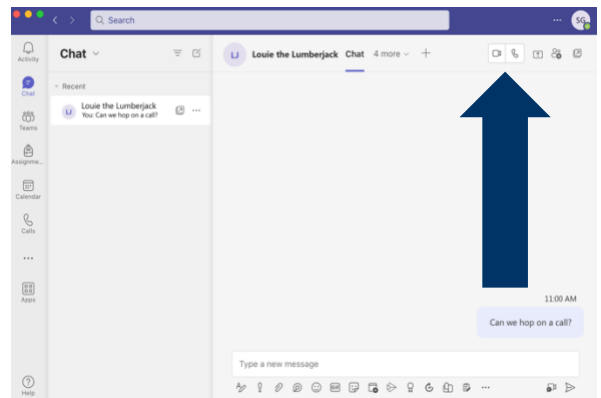 Search
SG
Activity
Chat
Teams
Assignme...
Calendar
Calls
Apps
Help
Chat
Recent
LJ
Louie the Lumberjack
You: Can we hop on a call?
LJ Louie the Lumberjack Chat 4 more
11:00 AM
Can we hop on a call?
Type a new message